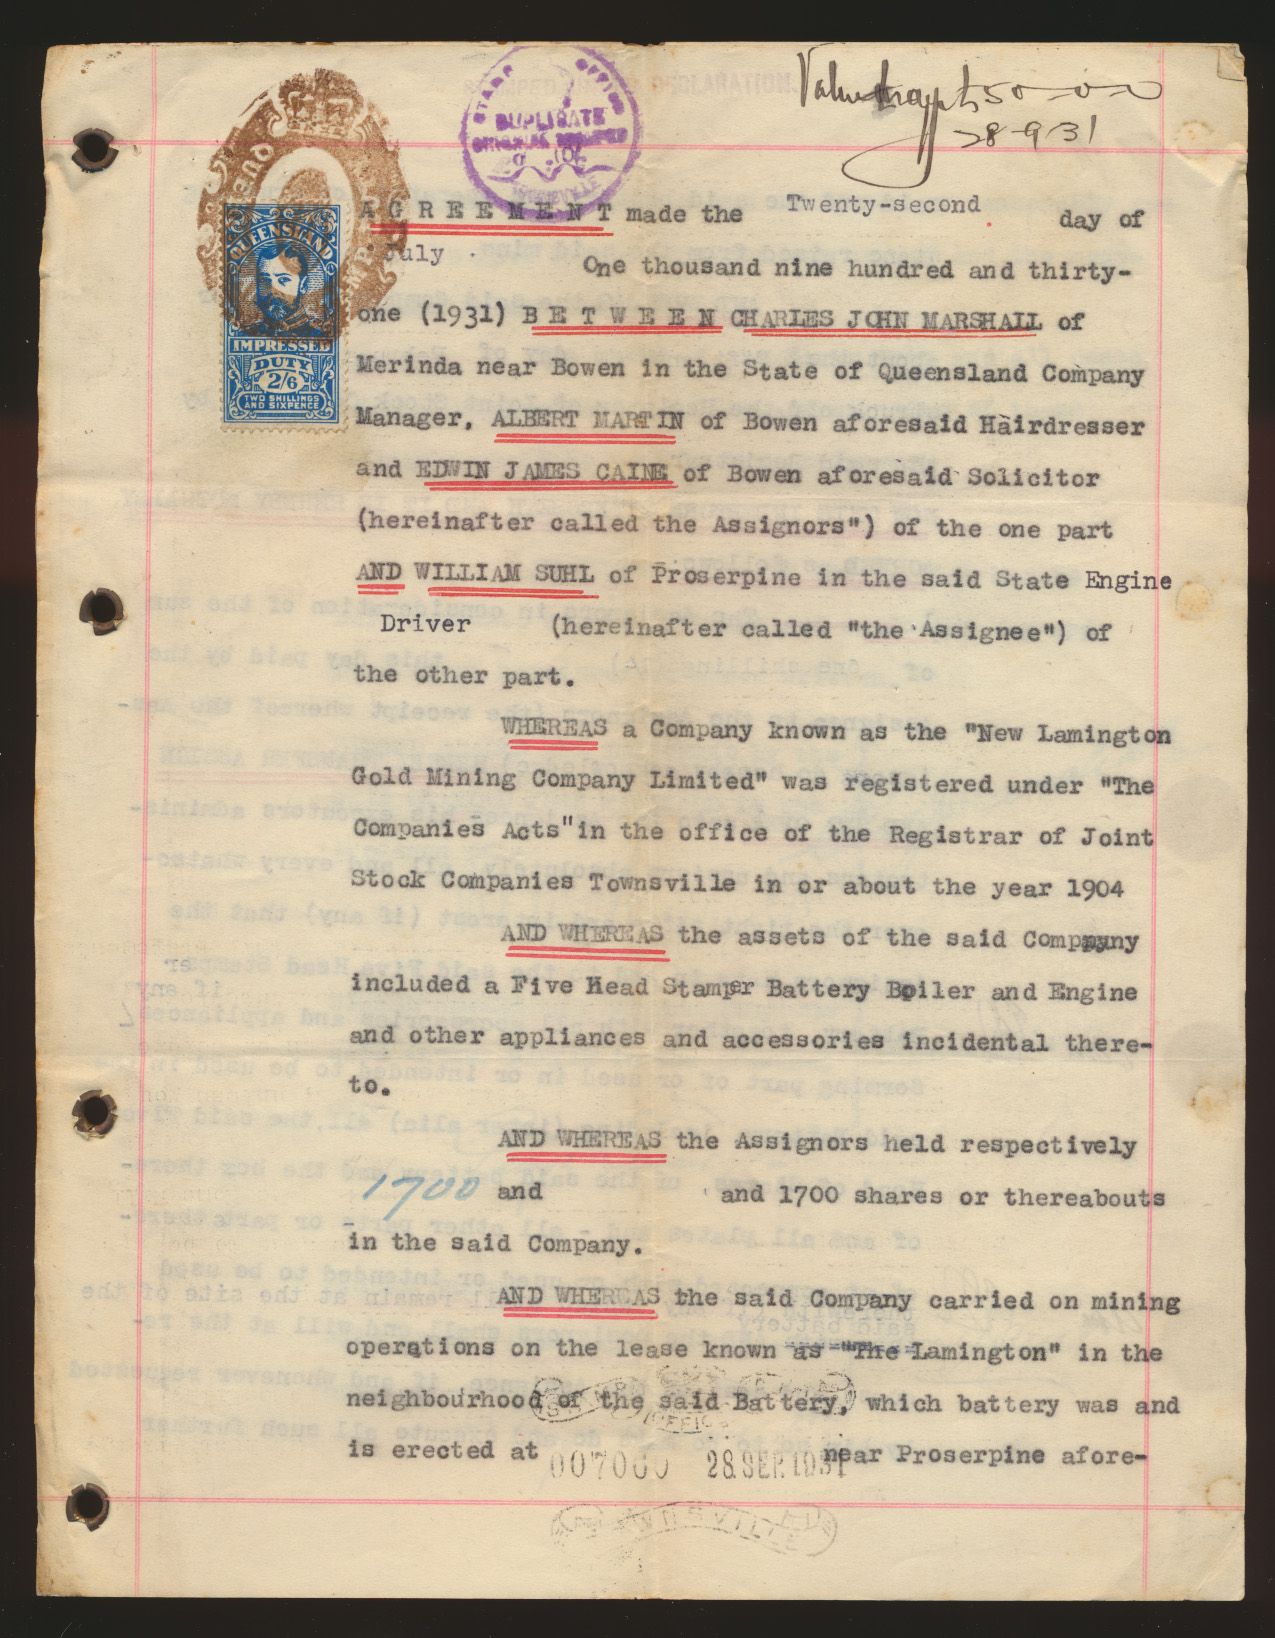 STAMP OFFICE
DUPLICATE
ORIGINAL STAMPED
28-9-31
QUEENSLAND
IMPRESSED
DUTY
2/6
TWO SHILLINGS
AND SIXPENCE
AGREEMENT made the Twenty-second day of
July One thousand nine hundred and thirty-
one (1931) BETWEEN CHARLES JOHN MARSHALL of
Merinda near Bowen in the State of Queensland Company
Manager, ALBERT MARTIN of Bowen aforesaid Hairdresser
and EDWIN JAMES CAINE of Bowen aforesaid Solicitor
(hereinafter called the Assignors") of the one part
AND WILLIAM SUHL of Proserpine in the said State Engine
Driver (hereinafter called "the Assignee") of
the other part.
WHEREAS a Company known as the "New Lamington
Gold Mining Company Limited" was registered under "The
Companies Acts"in the office of the Registrar of Joint
Stock Companies Townsville in or about the year 1904
AND WHEREAS the assets of the said Company
included a Five Head Stamper Battery Boiler and Engine
and other appliances and accessories incidental there-
to.
AND WHEREAS the Assignors held respectively
1700 and and 1700 shares or thereabouts
in the said Company.
AND WHEREAS the said Company carried on mining
operations on the lease known as "The Lamington" in the
neighbourhood of the said Battery, which battery was and
is erected at near Proserpine afore-
28 SEP. 1931
TOWNSVILLE